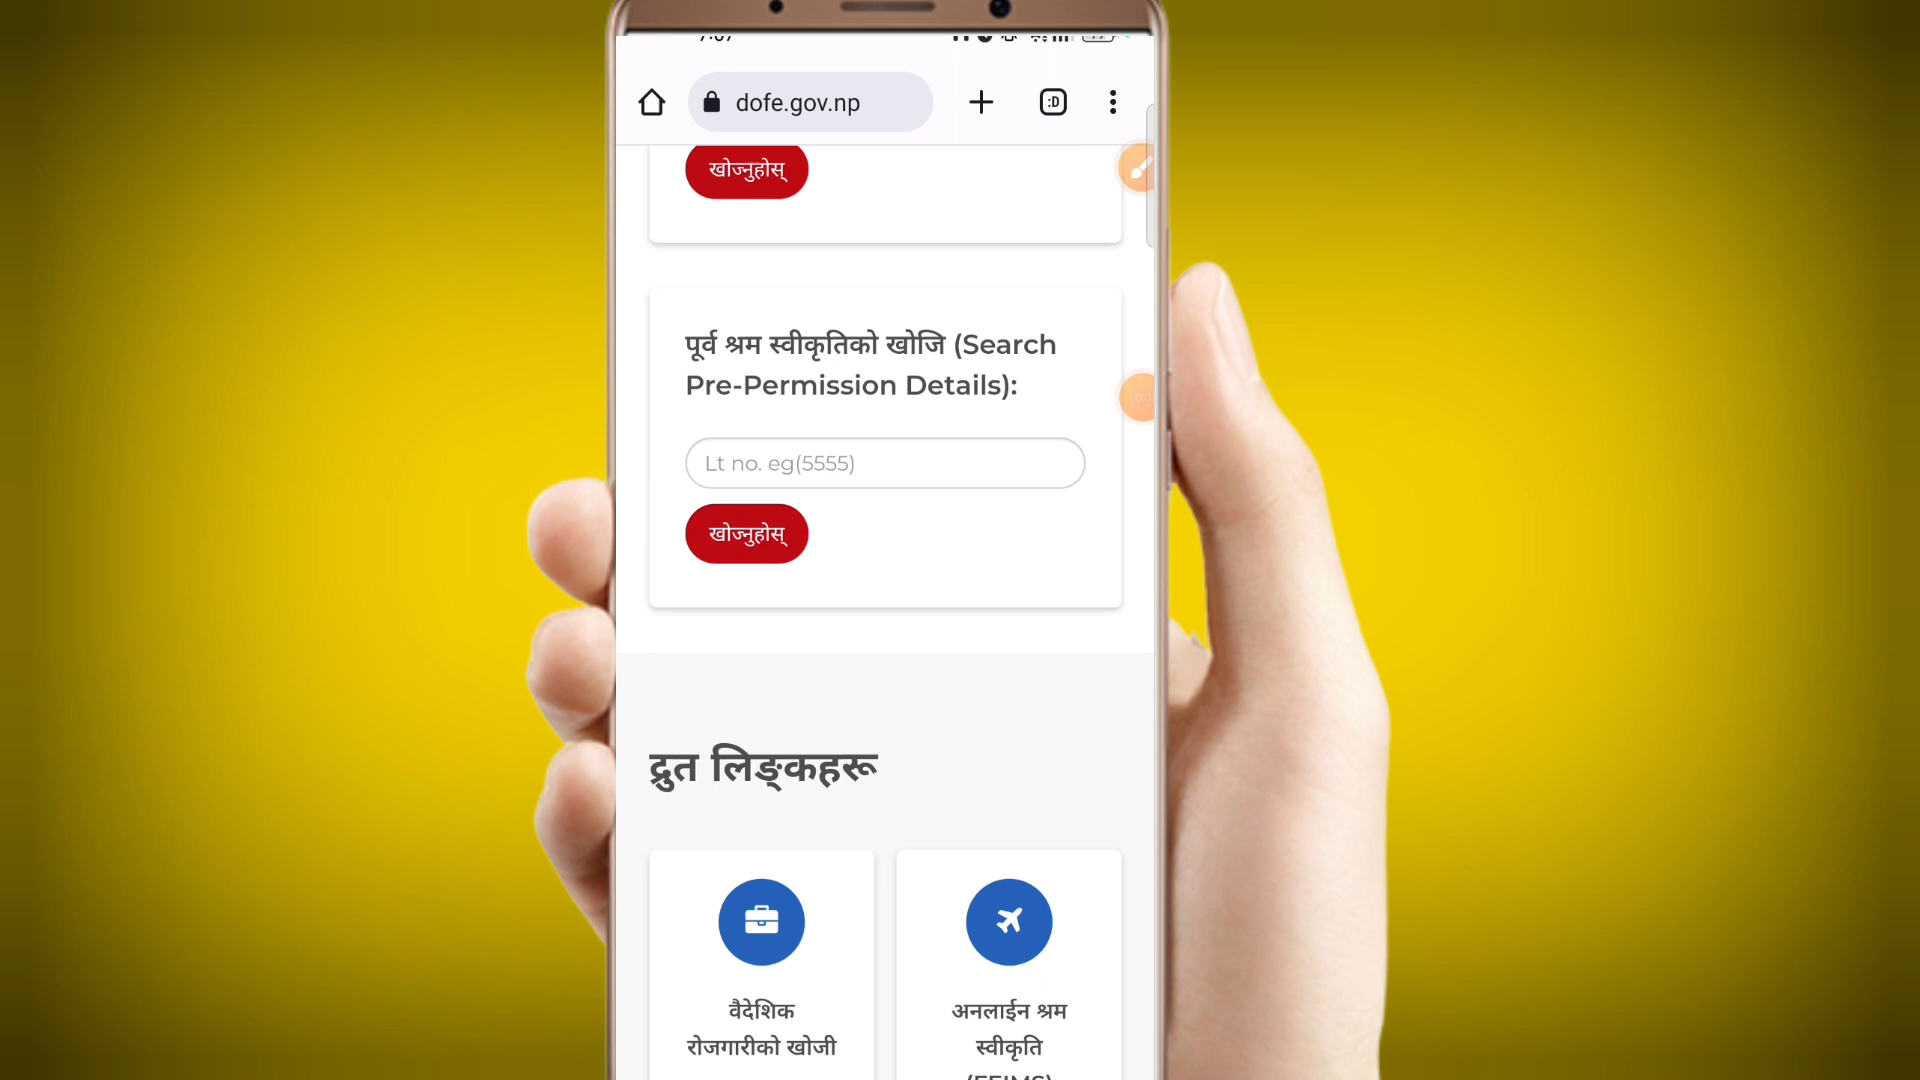 dofe.gov.np
:D
खोज्नुहोस्
पूर्व श्रम स्वीकृतिको खोजि (Search
Pre-Permission Details):
Lt no. eg(5555)
खोज्नुहोस्
द्रुत लिङ्कहरू
वैदेशिक
रोजगारीको खोजी
अनलाईन श्रम
स्वीकृति